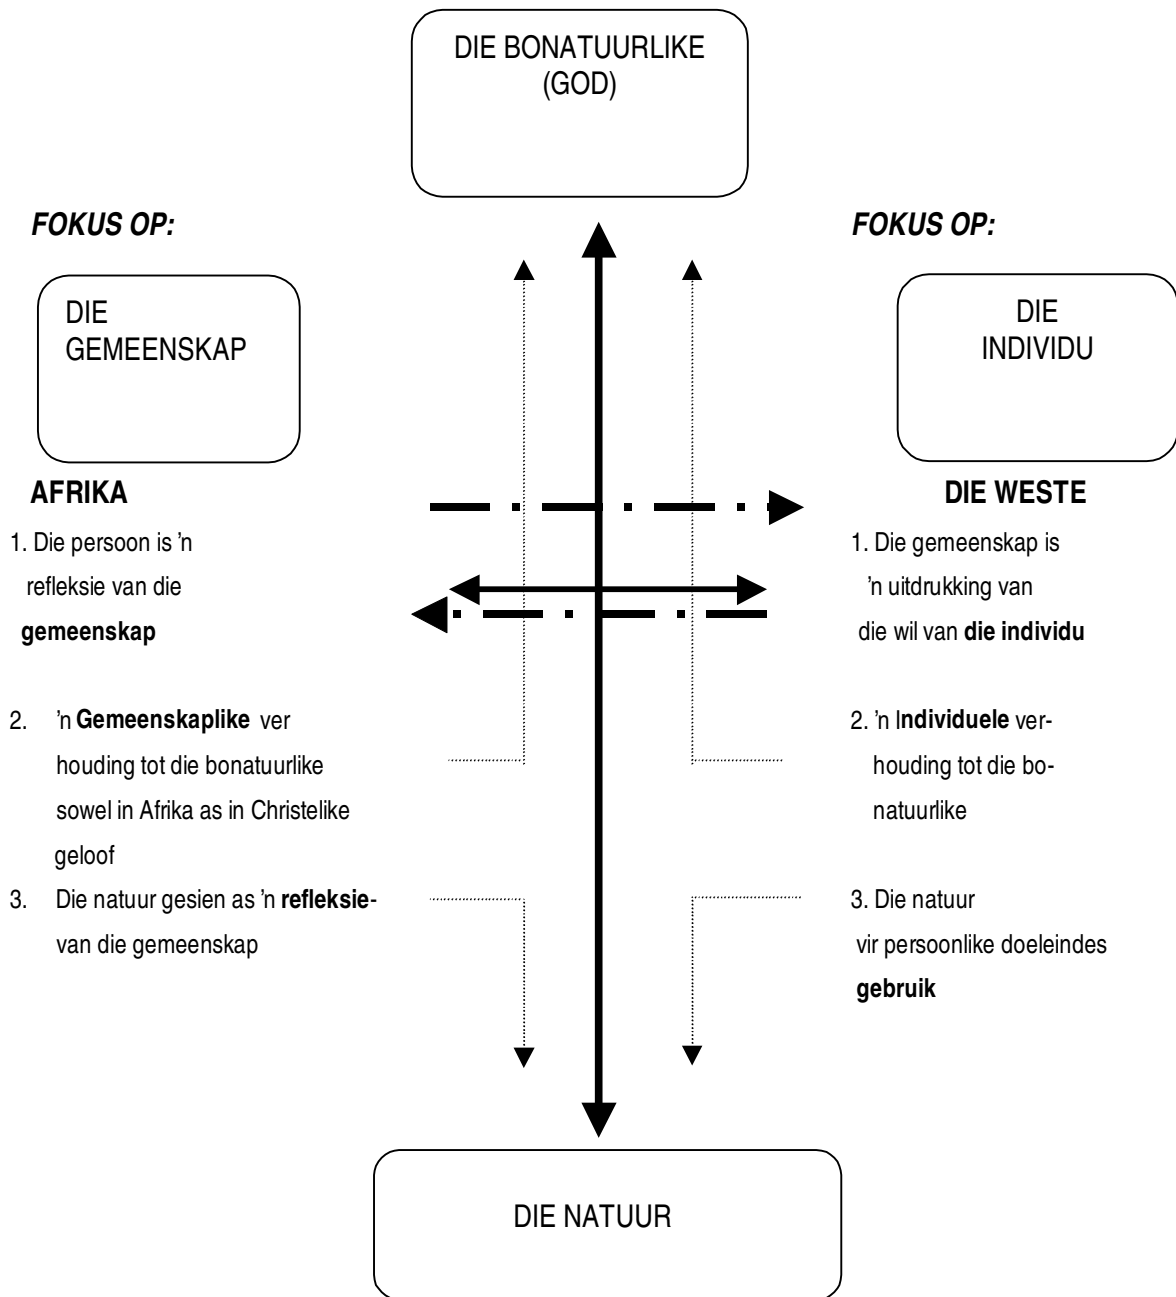 DIE BONATUURLIKE
(GOD)
FOKUS OP:
DIE
GEMEENSKAP
AFRIKA
1. Die persoon is 'n
refleksie van die
gemeenskap
2. 'n Gemeenskaplike ver
houding tot die bonatuurlike
sowel in Afrika as in Christelike
geloof
3. Die natuur gesien as 'n refleksie-
van die gemeenskap
FOKUS OP:
DIE
INDIVIDU
DIE WESTE
1. Die gemeenskap is
'n uitdrukking van
die wil van die individu
2. 'n Individuele ver-
houding tot die bo-
natuurlike
3. Die natuur
vir persoonlike doeleindes
gebruik
DIE NATUUR